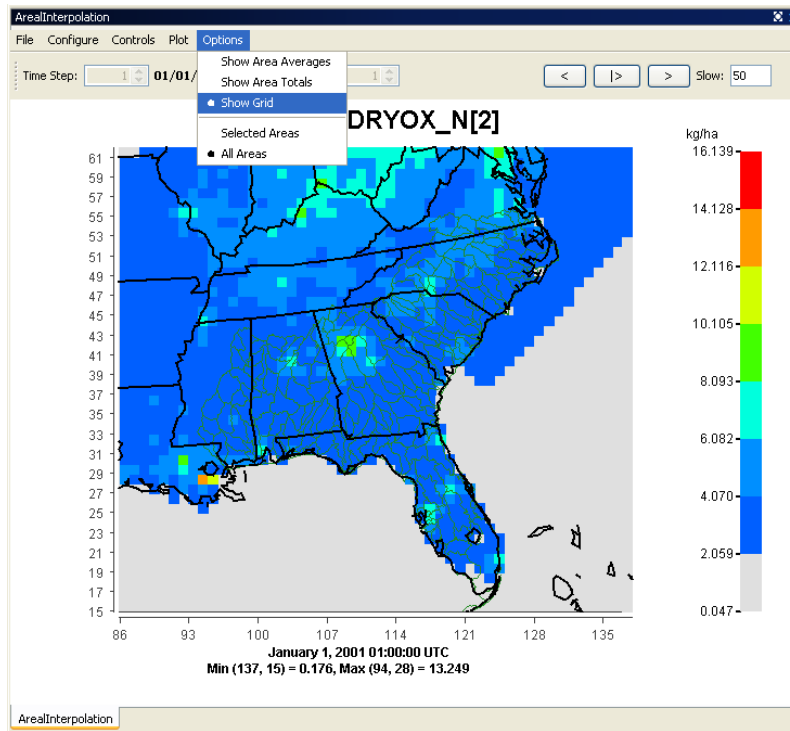 ArealInterpolation
File Configure Controls Plot Options
Time Step: 1 01/01/ 1 < |> > Slow: 50
Show Area Averages
Show Area Totals
Show Grid
Selected Areas
All Areas
DRYOX_N[2]
kg/ha
16.139
14.128
12.116
10.105
8.093
6.082
4.070
2.059
0.047
61
59
57
55
53
51
49
47
45
43
41
39
37
35
33
31
29
27
25
23
21
19
17
15
86 93 100 107 114 121 128 135
January 1, 2001 01:00:00 UTC
Min (137, 15) = 0.176, Max (94, 28) = 13.249
ArealInterpolation